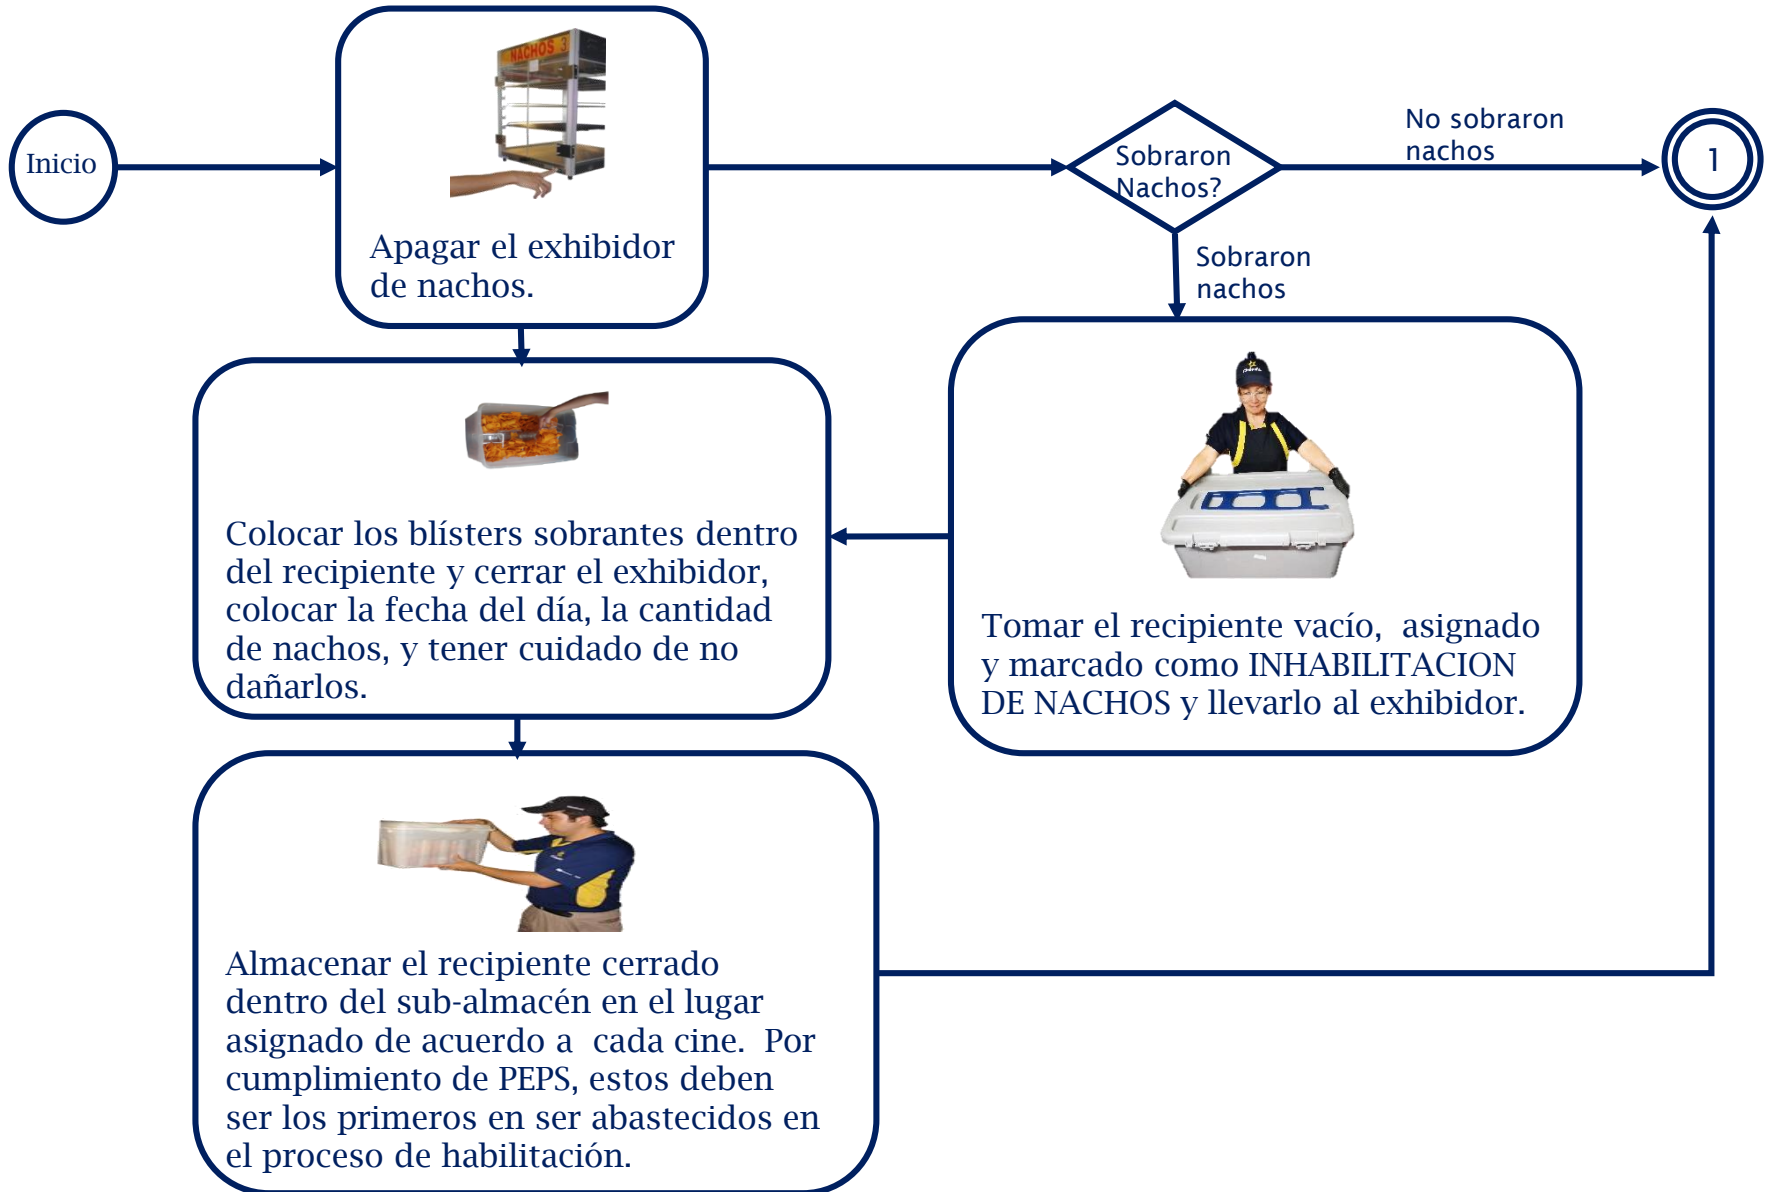 Inicio
NACHOS 3
Apagar el exhibidor
de nachos.
Sobraron
Nachos?
No sobraron
nachos
1
Sobraron
nachos
Tomar el recipiente vacío, asignado
y marcado como INHABILITACION
DE NACHOS y llevarlo al exhibidor.
Colocar los blísters sobrantes dentro
del recipiente y cerrar el exhibidor,
colocar la fecha del día, la cantidad
de nachos, y tener cuidado de no
dañarlos.
Almacenar el recipiente cerrado
dentro del sub-almacén en el lugar
asignado de acuerdo a cada cine. Por
cumplimiento de PEPS, estos deben
ser los primeros en ser abastecidos en
el proceso de habilitación.